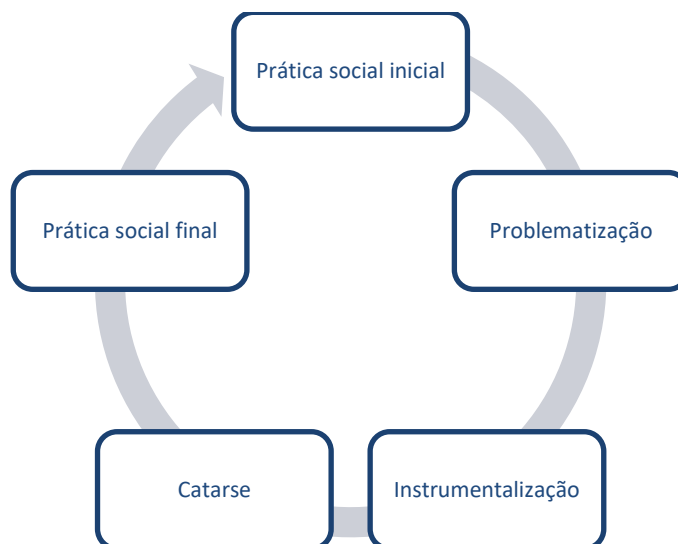 Prática social inicial
Problematização
Instrumentalização
Catarse
Prática social final